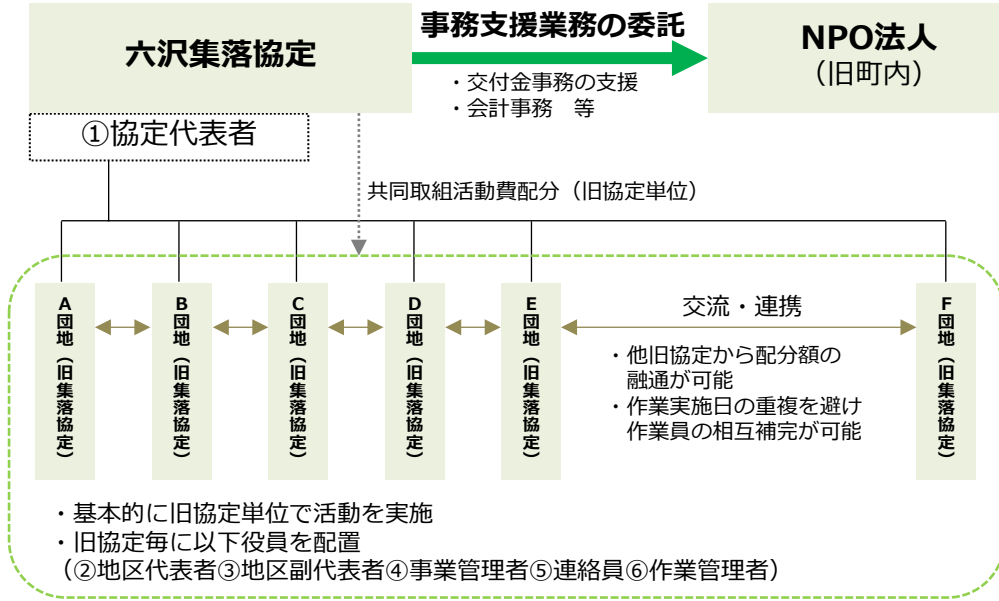 六沢集落協定
事務支援業務の委託
・交付金事務の支援
・会計事務　等
NPO法人
（旧町内）
①協定代表者
共同取組活動費配分（旧協定単位）
A団地（旧集落協定）
B団地（旧集落協定）
C団地（旧集落協定）
D団地（旧集落協定）
E団地（旧集落協定）
交流・連携
・他旧協定から配分額の
融通が可能
・作業実施日の重複を避け
作業員の相互補完が可能
F団地（旧集落協定）
・基本的に旧協定単位で活動を実施
・旧協定毎に以下役員を配置
（②地区代表者③地区副代表者④事業管理者⑤連絡員⑥作業管理者）